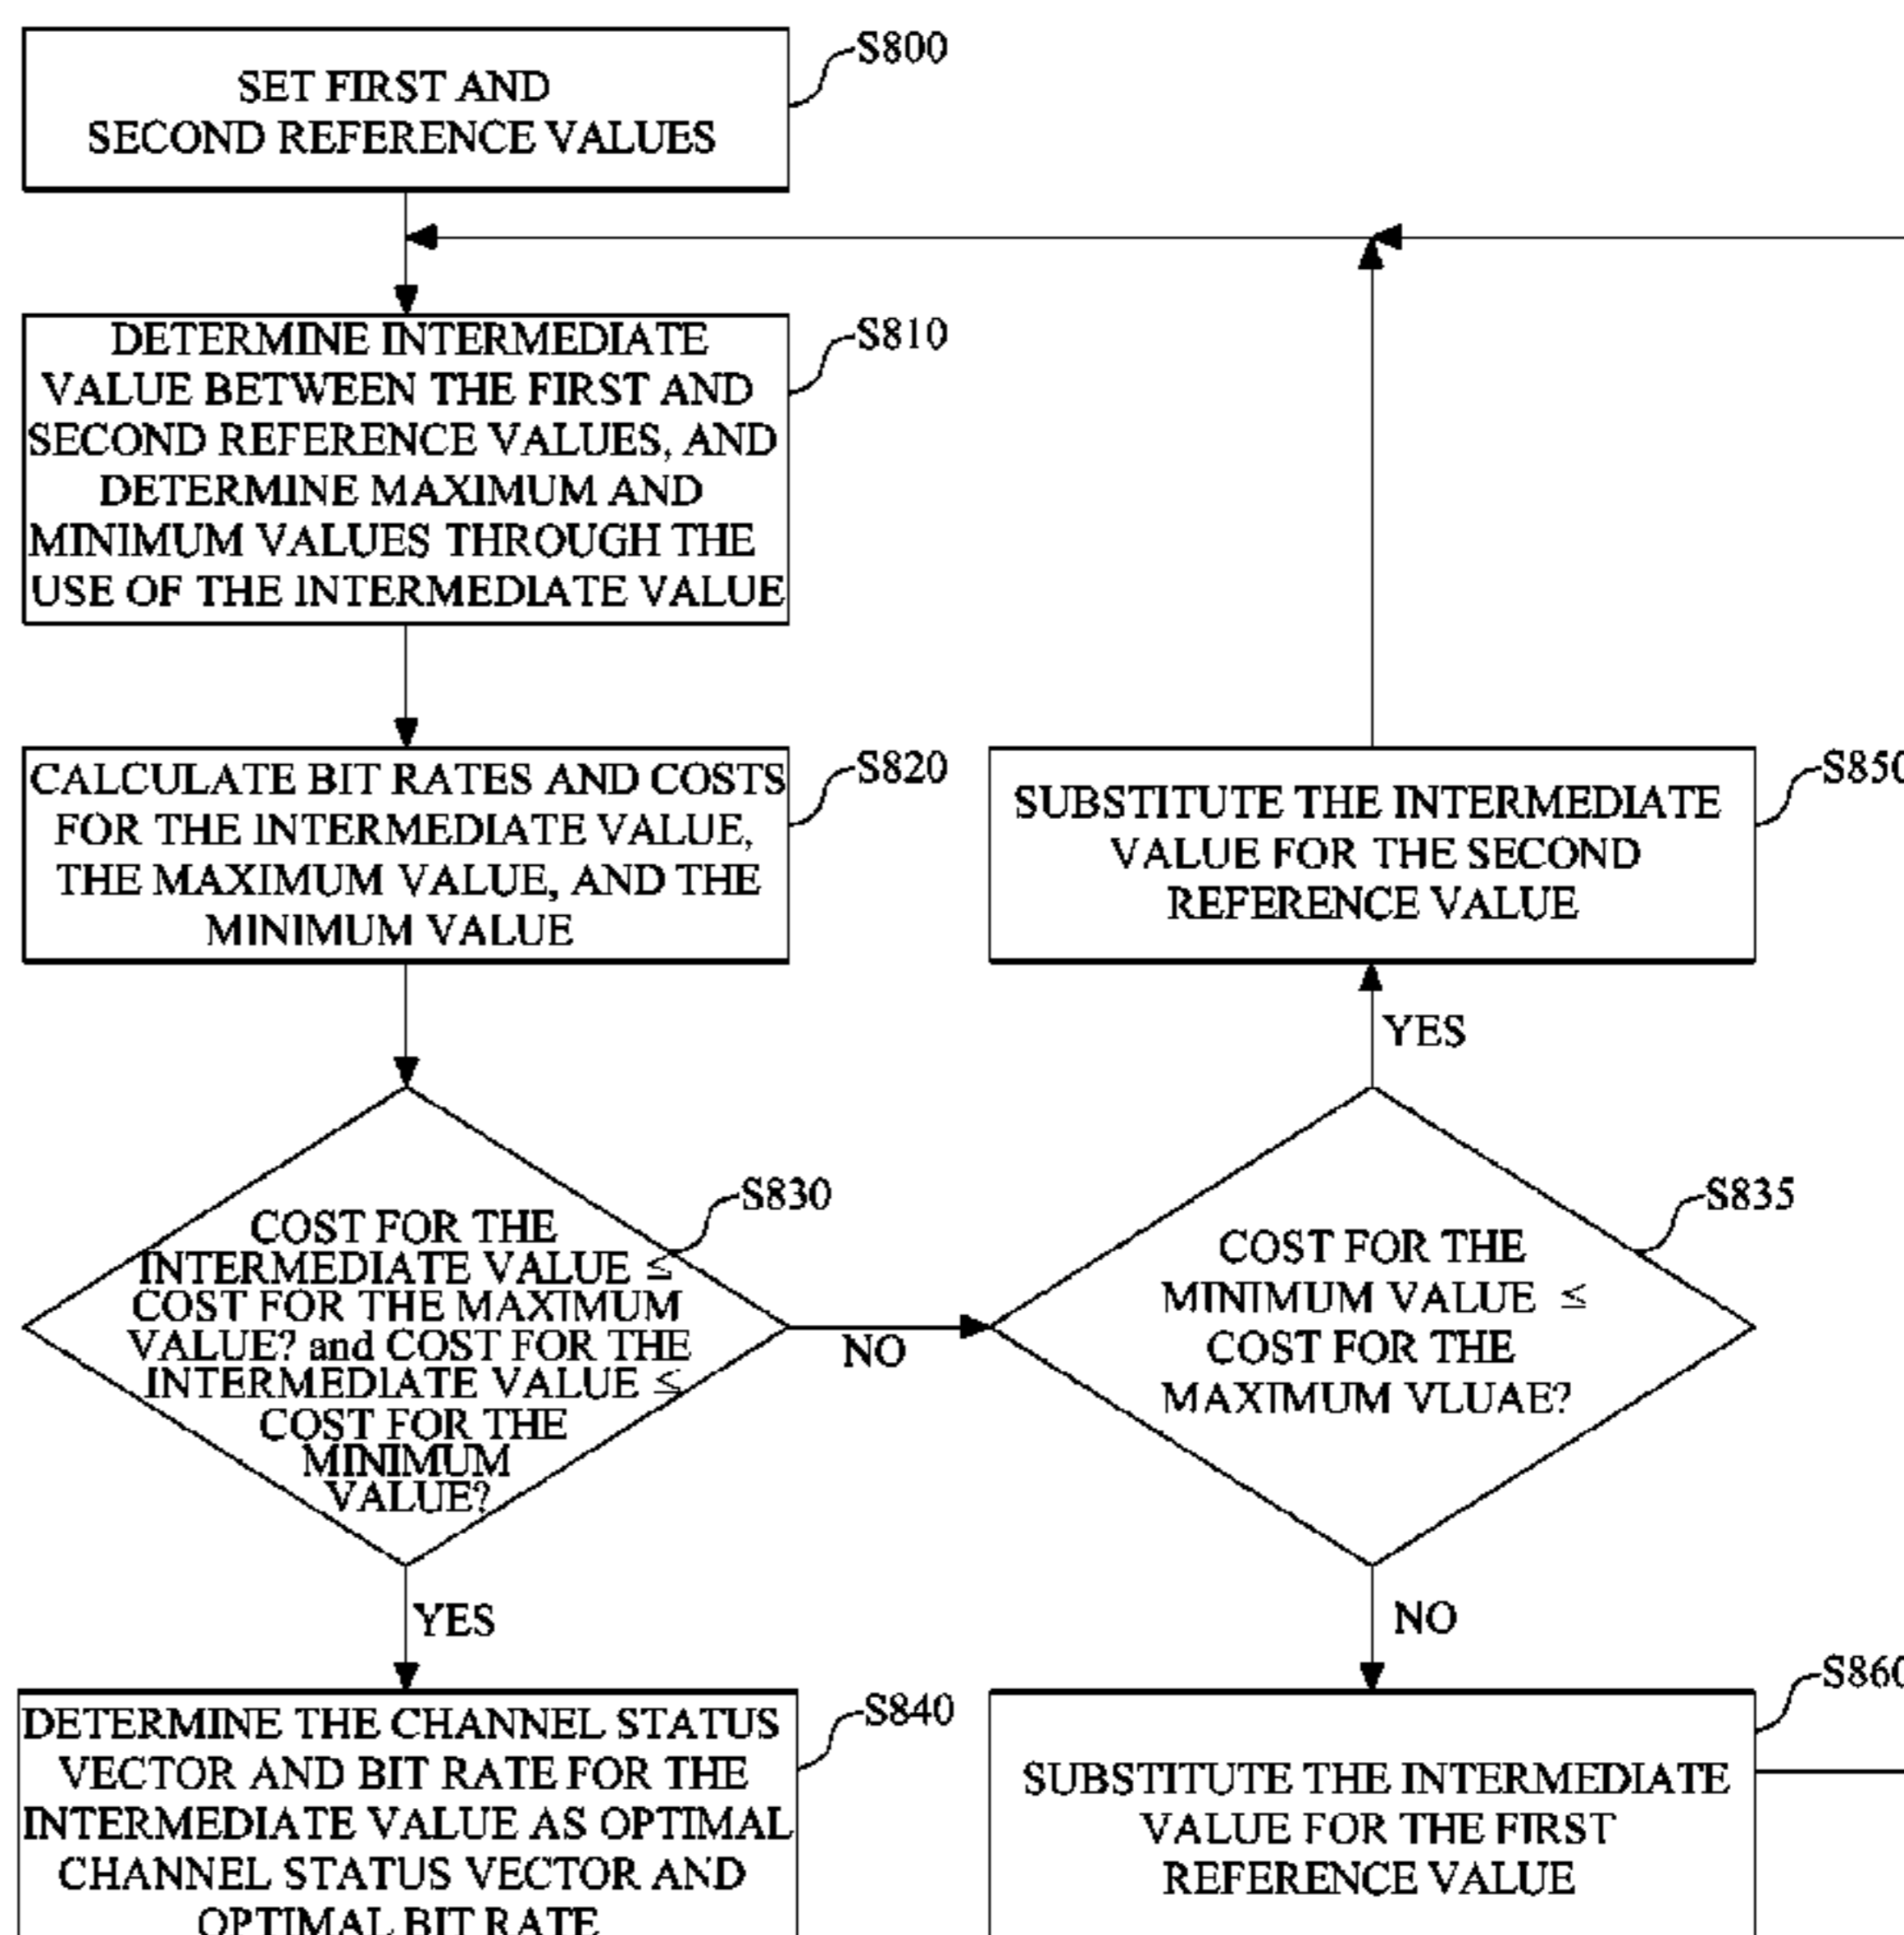 SET FIRST AND
SECOND REFERENCE VALUES
S800
DETERMINE INTERMEDIATE
VALUE BETWEEN THE FIRST AND
SECOND REFERENCE VALUES, AND
DETERMINE MAXIMUM AND
MINIMUM VALUES THROUGH THE
USE OF THE INTERMEDIATE VALUE
S810
CALCULATE BIT RATES AND COSTS
FOR THE INTERMEDIATE VALUE,
THE MAXIMUM VALUE, AND THE
MINIMUM VALUE
S820
SUBSTITUTE THE INTERMEDIATE
VALUE FOR THE SECOND
REFERENCE VALUE
S850
YES
COST FOR THE
INTERMEDIATE VALUE ≤
COST FOR THE MAXIMUM
VALUE? and COST FOR THE
INTERMEDIATE VALUE ≤
COST FOR THE
MINIMUM
VALUE?
S830
NO
COST FOR THE
MINIMUM VALUE ≤
COST FOR THE
MAXIMUM VLUAE?
S835
YES
NO
DETERMINE THE CHANNEL STATUS
VECTOR AND BIT RATE FOR THE
INTERMEDIATE VALUE AS OPTIMAL
CHANNEL STATUS VECTOR AND
OPTIMAL BIT RATE
S840
SUBSTITUTE THE INTERMEDIATE
VALUE FOR THE FIRST
REFERENCE VALUE
S860